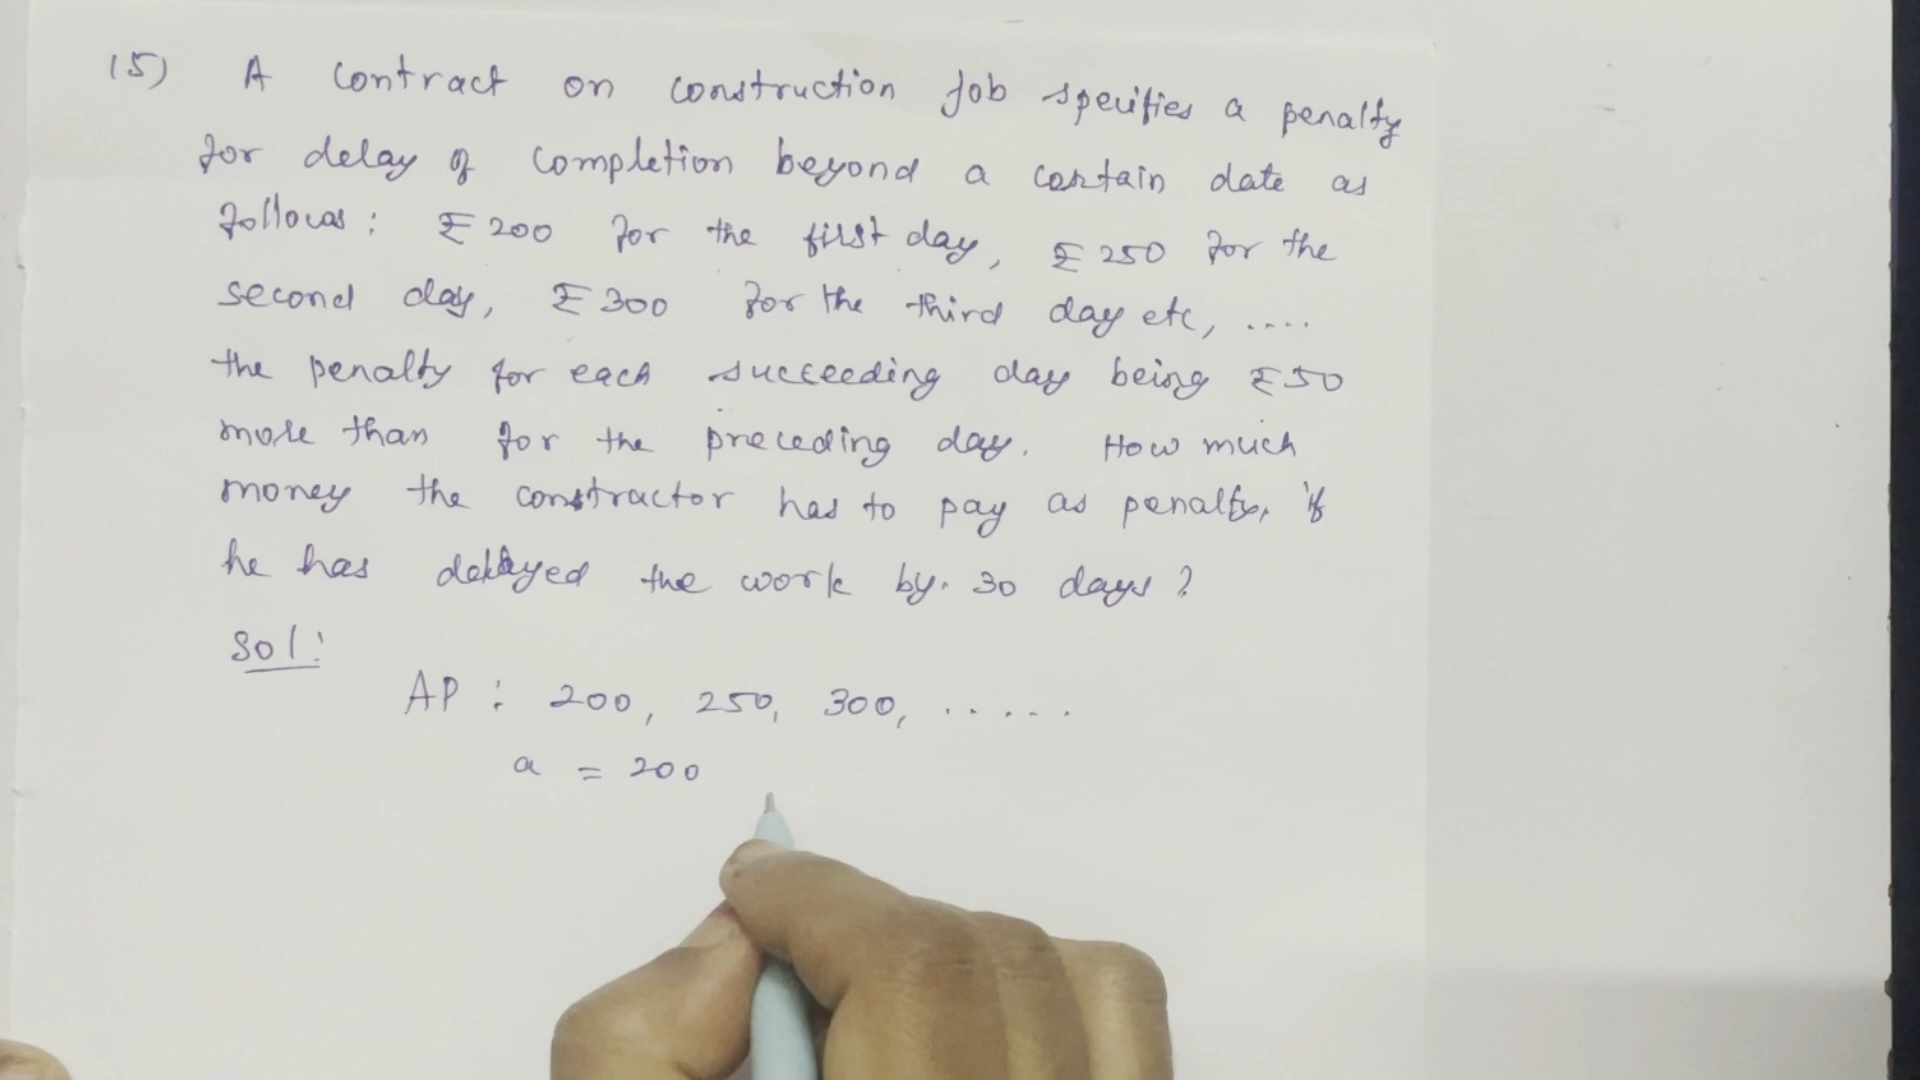 15) A contract on construction job specifies a penalty
for delay of completion beyond a certain date as
follows: ₹200 for the first day, ₹250 for the
second day, ₹300 for the third day etc, ....
the penalty for each succeeding day being ₹50
more than for the preceding day. How much
money the constractor has to pay as penalty, if
he has delayed the work by. 30 days?
Sol:
AP : 200, 250, 300, .....
a = 200